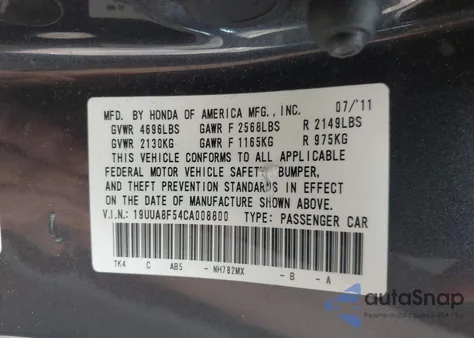 MFD. BY HONDA OF AMERICA MFG., INC. 07/'11
GVWR 4696LBS GAWR F 2568LBS R 2149LBS
GVWR 2130KG GAWR F 1165KG R 975KG
THIS VEHICLE CONFORMS TO ALL APPLICABLE
FEDERAL MOTOR VEHICLE SAFETY, BUMPER,
AND THEFT PREVENTION STANDARDS IN EFFECT
ON THE DATE OF MANUFACTURE SHOWN ABOVE.
V.I.N.: 19UUA8F54CA008800 TYPE: PASSENGER CAR
TK4 C AB5 - NH782MX - B - A
autaSnap